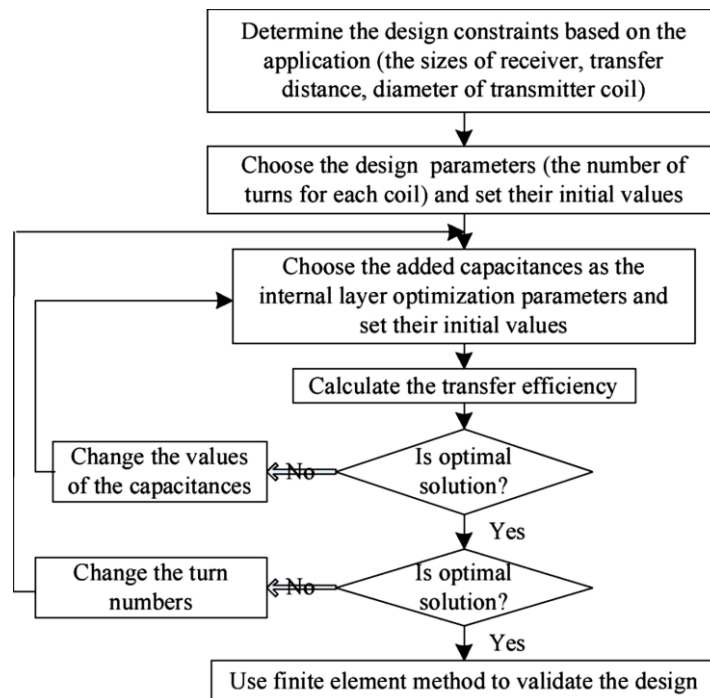 Determine the design constraints based on the
application (the sizes of receiver, transfer
distance, diameter of transmitter coil)
Choose the design parameters (the number of
turns for each coil) and set their initial values
Choose the added capacitances as the
internal layer optimization parameters and
set their initial values
Calculate the transfer efficiency
Change the values
of the capacitances
No
Is optimal
solution?
Yes
Change the turn
numbers
No
Is optimal
solution?
Yes
Use finite element method to validate the design